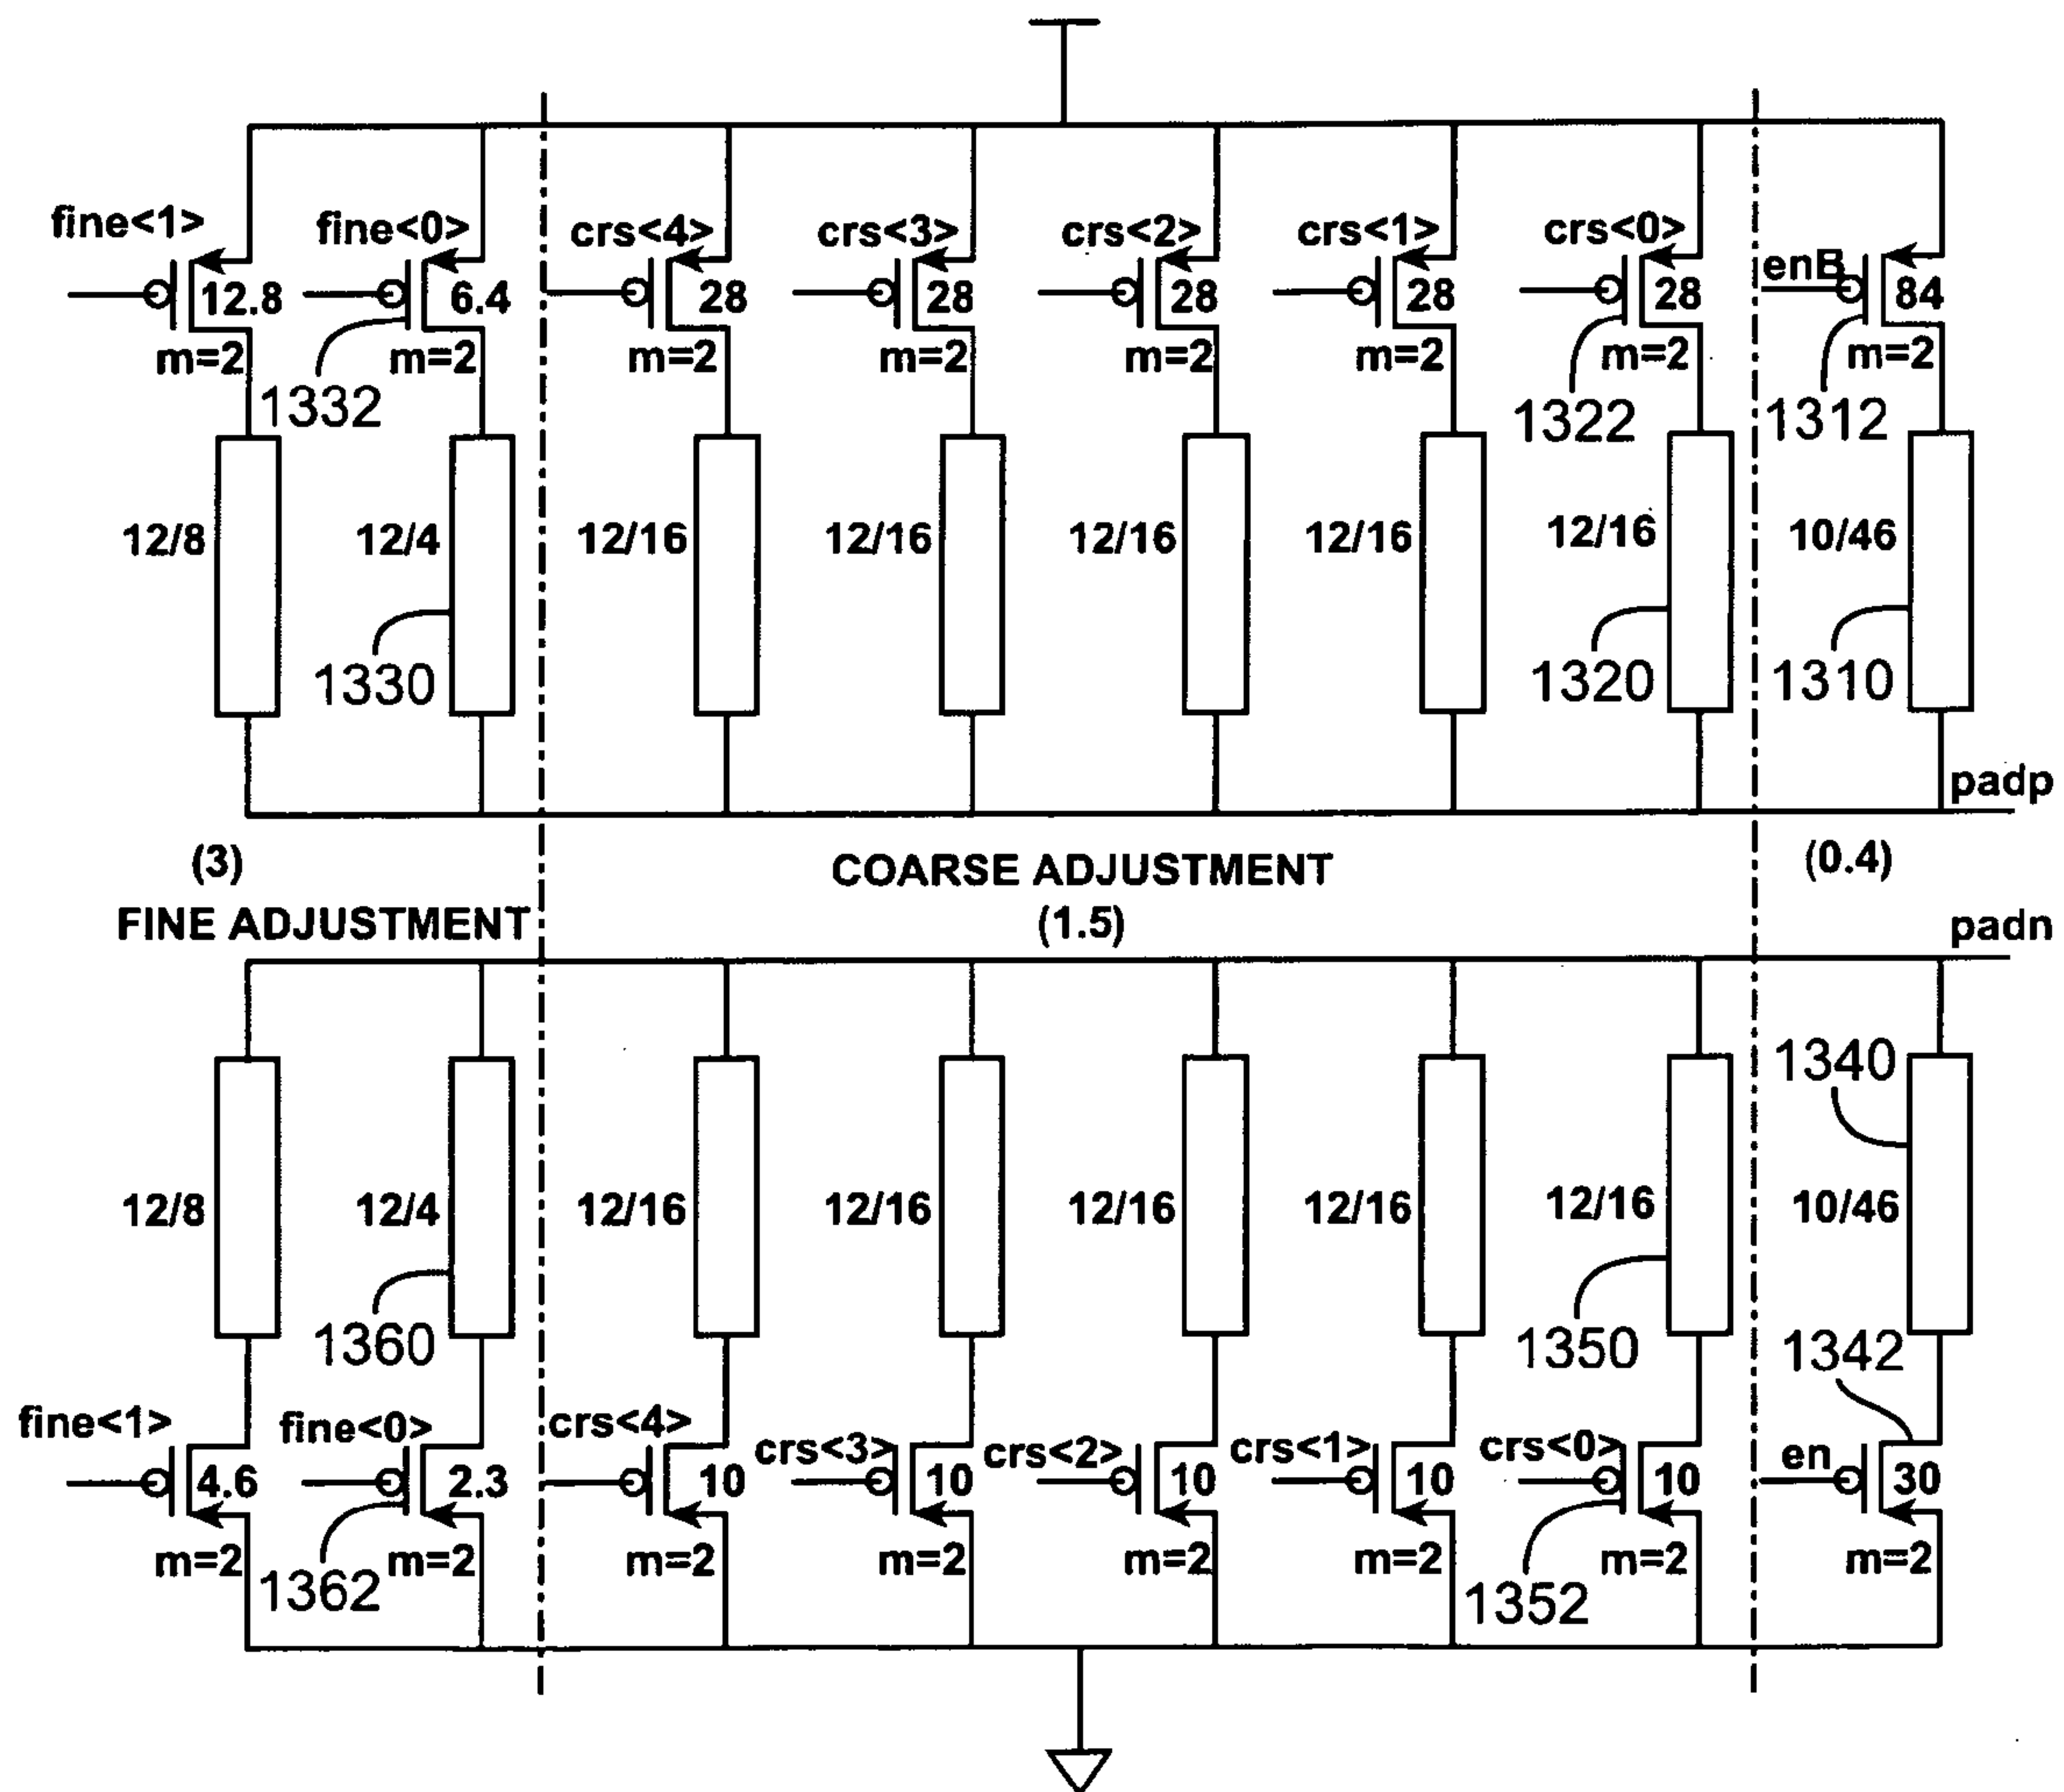 fine<1> fine<0> crs<4> crs<3> crs<2> crs<1> crs<0> enB
12.8 6.4 28 28 28 28 28 84
m=2 m=2 m=2 m=2 m=2 m=2 m=2 m=2
1332 1322 1312
12/8 12/4 12/16 12/16 12/16 12/16 12/16 10/46
1330 1320 1310
padp
(3) COARSE ADJUSTMENT (0.4)
FINE ADJUSTMENT (1.5) padn
1340
12/8 12/4 12/16 12/16 12/16 12/16 12/16 10/46
1360 1350 1342
fine<1> fine<0> crs<4> crs<3> crs<2> crs<1> crs<0> en
4.6 2.3 10 10 10 10 10 30
m=2 m=2 m=2 m=2 m=2 m=2 m=2 m=2
1362 1352